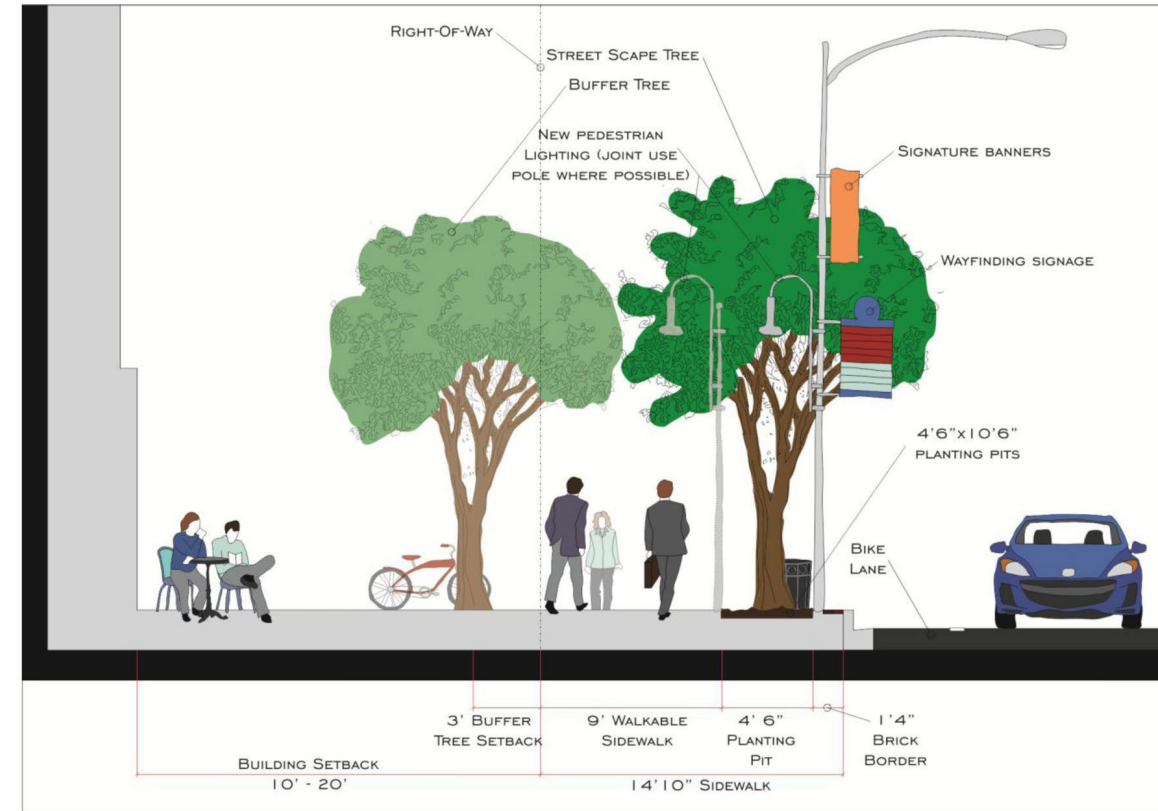 Right-Of-Way
Street Scape Tree
Buffer Tree
New pedestrian
Lighting (joint use
pole where possible)
Signature banners
Wayfinding signage
4'6"x10'6"
planting pits
Bike
Lane
3' Buffer
Tree Setback
9' Walkable
Sidewalk
4' 6"
Planting
Pit
1'4"
Brick
Border
Building Setback
10' - 20'
14'10" Sidewalk